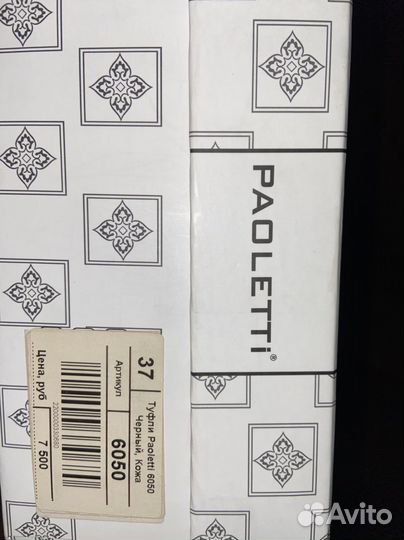 PAOLETTi®
37
Туфли Paoletti 6050
Черный, Кожа
Артикул
6050
Цена, руб
7 500
Avito